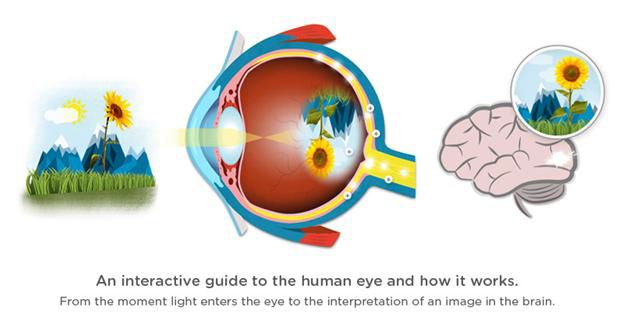 An interactive guide to the human eye and how it works.
From the moment light enters the eye to the interpretation of an image in the brain.